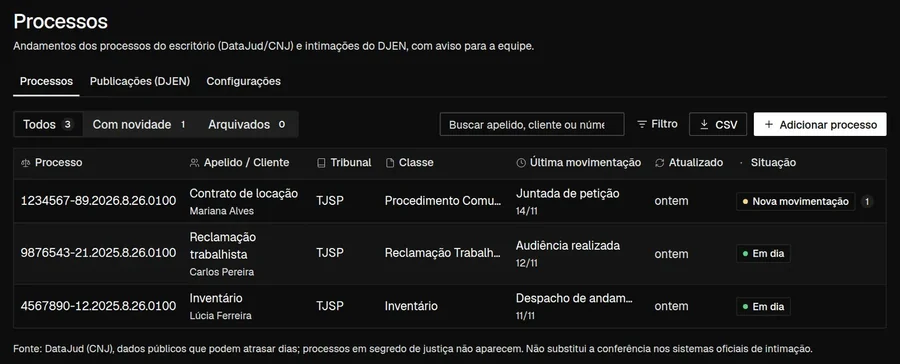 Processos
Andamentos dos processos do escritório (DataJud/CNJ) e intimações do DJEN, com aviso para a equipe.
Processos Publicações (DJEN) Configurações
Todos 3 Com novidade 1 Arquivados 0 Buscar apelido, cliente ou núme Filtro CSV + Adicionar processo
Processo Apelido / Cliente Tribunal Classe Última movimentação Atualizado · Situação
1234567-89.2026.8.26.0100 Contrato de locação TJSP Procedimento Comu... Juntada de petição ontem Nova movimentação 1
Mariana Alves 14/11
9876543-21.2025.8.26.0100 Reclamação trabalhista TJSP Reclamação Trabalh... Audiência realizada ontem Em dia
Carlos Pereira 12/11
4567890-12.2025.8.26.0100 Inventário TJSP Inventário Despacho de andam... ontem Em dia
Lúcia Ferreira 11/11
Fonte: DataJud (CNJ), dados públicos que podem atrasar dias; processos em segredo de justiça não aparecem. Não substitui a conferência nos sistemas oficiais de intimação.